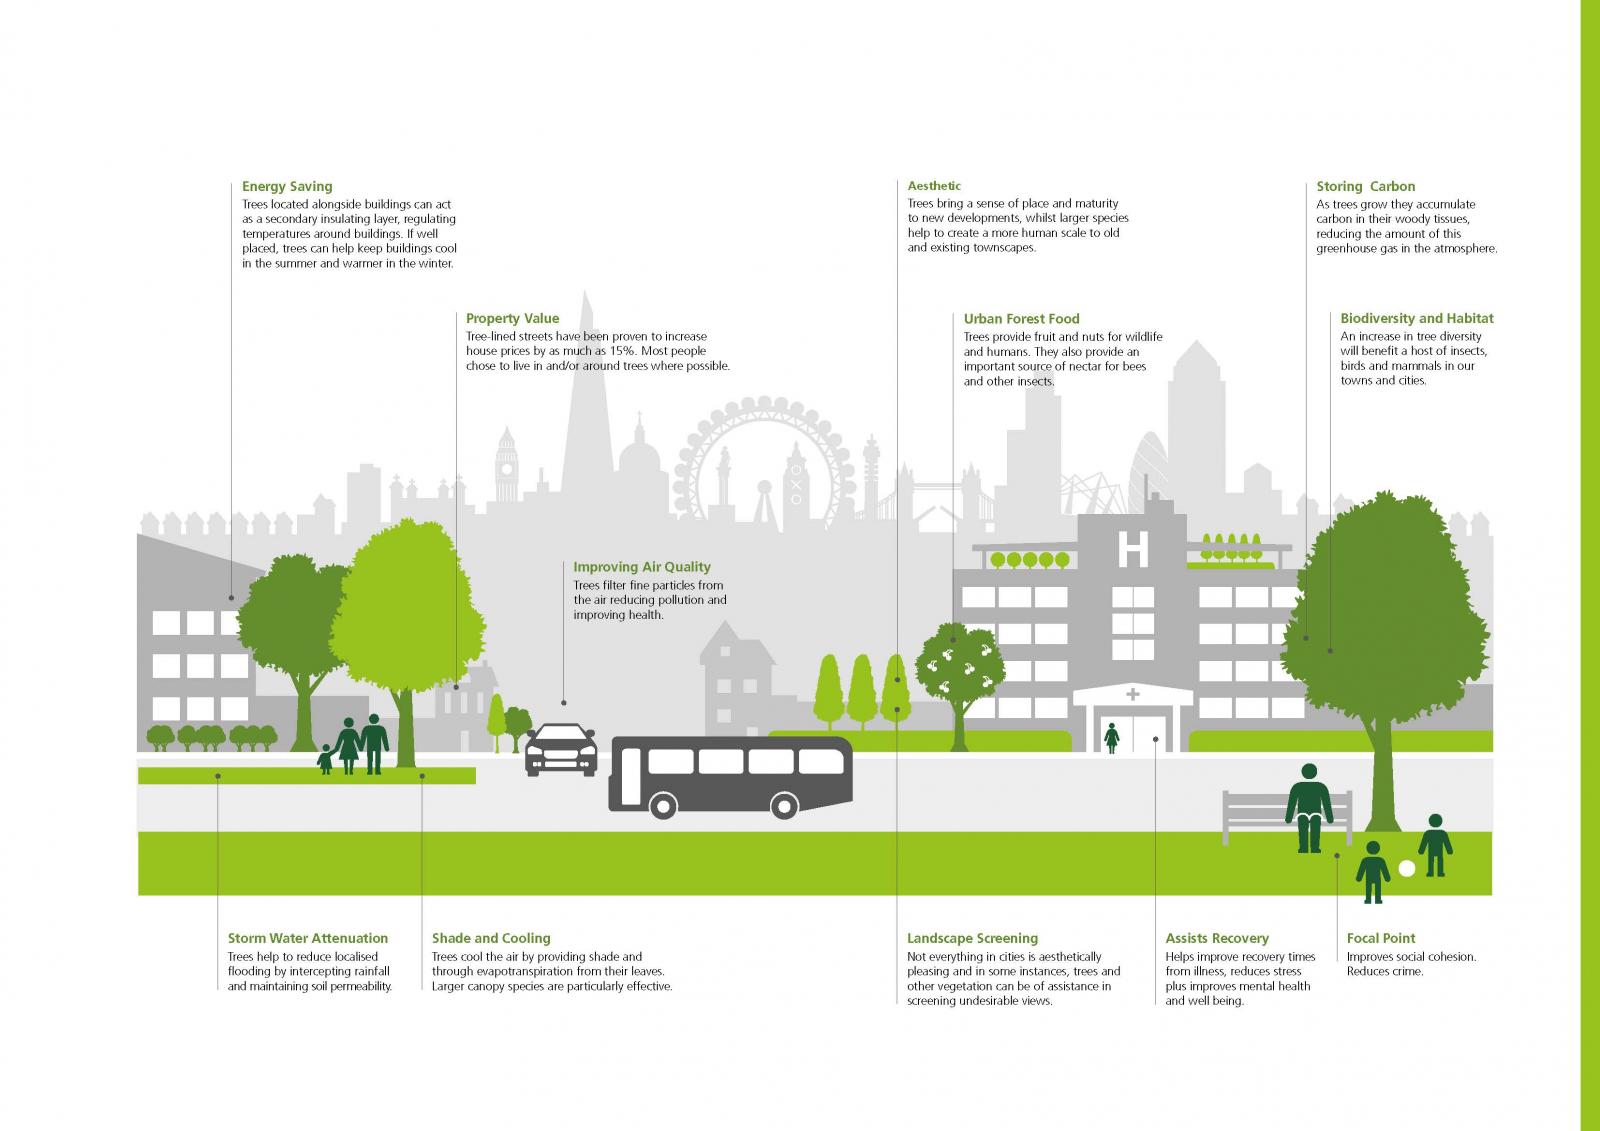 Energy Saving
Trees located alongside buildings can act
as a secondary insulating layer, regulating
temperatures around buildings. If well
placed, trees can help keep buildings cool
in the summer and warmer in the winter.
Aesthetic
Trees bring a sense of place and maturity
to new developments, whilst larger species
help to create a more human scale to old
and existing townscapes.
Storing Carbon
As trees grow they accumulate
carbon in their woody tissues,
reducing the amount of this
greenhouse gas in the atmosphere.
Property Value
Tree-lined streets have been proven to increase
house prices by as much as 15%. Most people
chose to live in and/or around trees where possible.
Urban Forest Food
Trees provide fruit and nuts for wildlife
and humans. They also provide an
important source of nectar for bees
and other insects.
Biodiversity and Habitat
An increase in tree diversity
will benefit a host of insects,
birds and mammals in our
towns and cities.
OXO
H
Improving Air Quality
Trees filter fine particles from
the air reducing pollution and
improving health.
Storm Water Attenuation
Trees help to reduce localised
flooding by intercepting rainfall
and maintaining soil permeability.
Shade and Cooling
Trees cool the air by providing shade and
through evapotranspiration from their leaves.
Larger canopy species are particularly effective.
Landscape Screening
Not everything in cities is aesthetically
pleasing and in some instances, trees and
other vegetation can be of assistance in
screening undesirable views.
Assists Recovery
Helps improve recovery times
from illness, reduces stress
plus improves mental health
and well being.
Focal Point
Improves social cohesion.
Reduces crime.